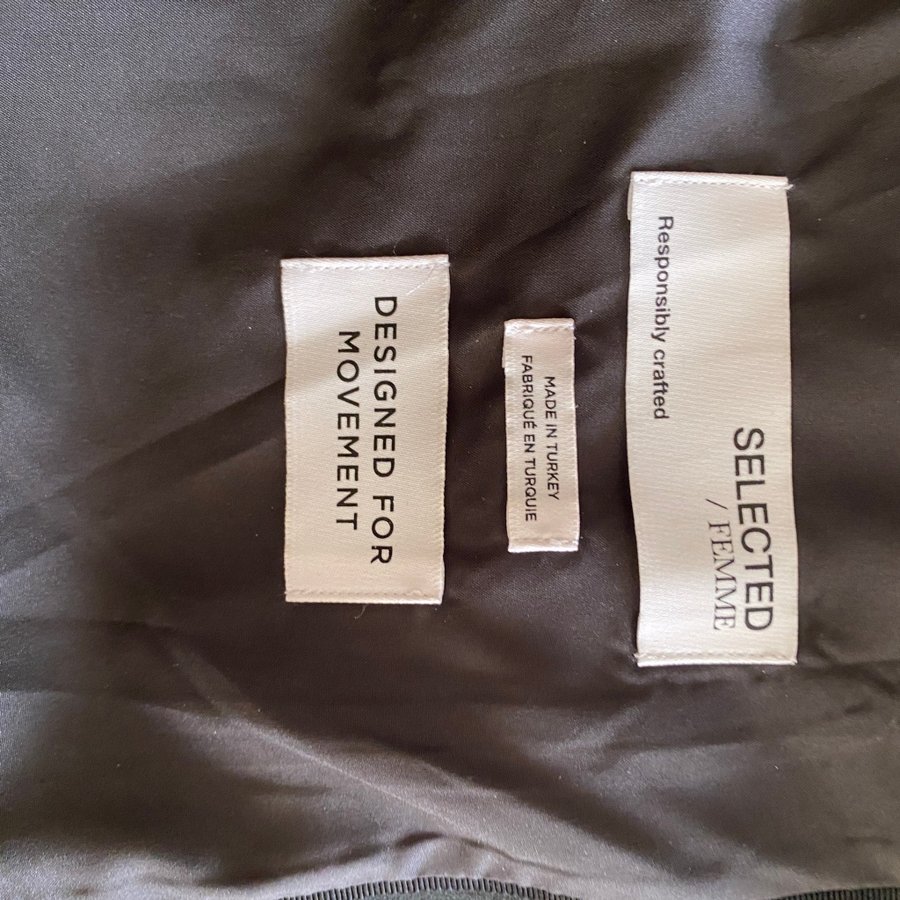 SELECTED
/ FEMME
Responsibly crafted
MADE IN TURKEY
FABRIQUÉ EN TURQUIE
DESIGNED FOR
MOVEMENT